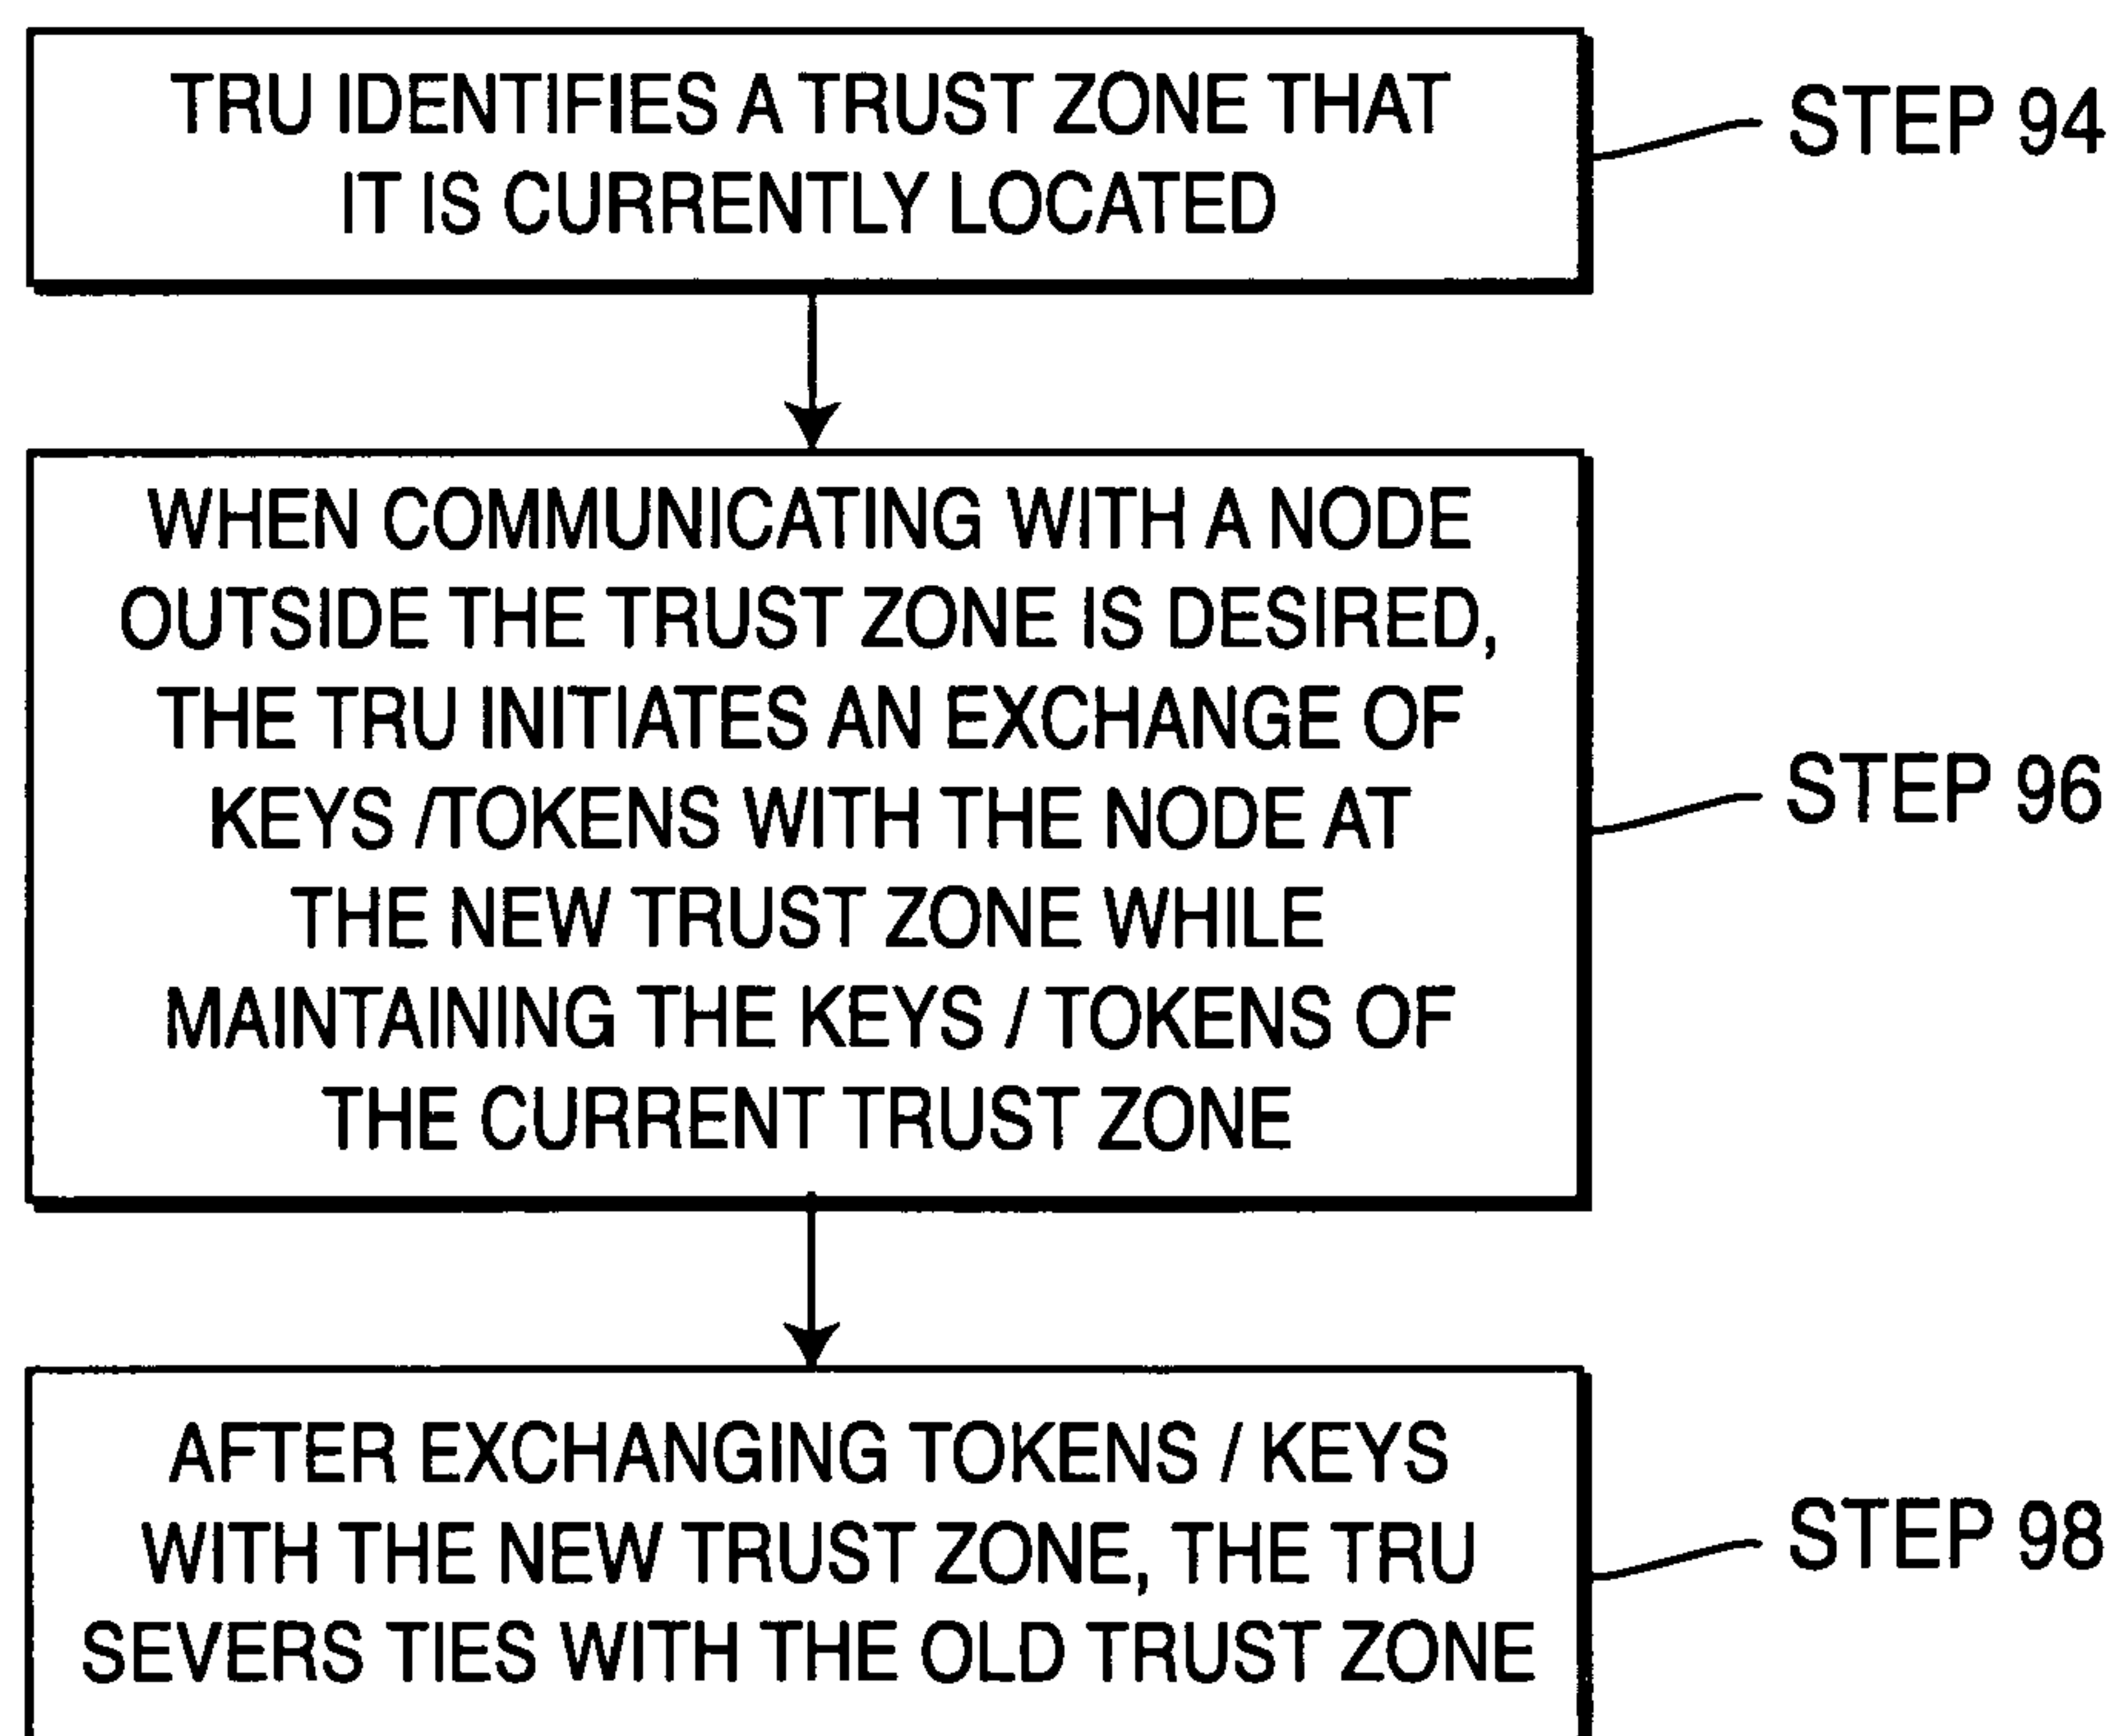 TRU IDENTIFIES A TRUST ZONE THAT
IT IS CURRENTLY LOCATED
STEP 94
WHEN COMMUNICATING WITH A NODE
OUTSIDE THE TRUST ZONE IS DESIRED,
THE TRU INITIATES AN EXCHANGE OF
KEYS /TOKENS WITH THE NODE AT
THE NEW TRUST ZONE WHILE
MAINTAINING THE KEYS / TOKENS OF
THE CURRENT TRUST ZONE
STEP 96
AFTER EXCHANGING TOKENS / KEYS
WITH THE NEW TRUST ZONE, THE TRU
SEVERS TIES WITH THE OLD TRUST ZONE
STEP 98